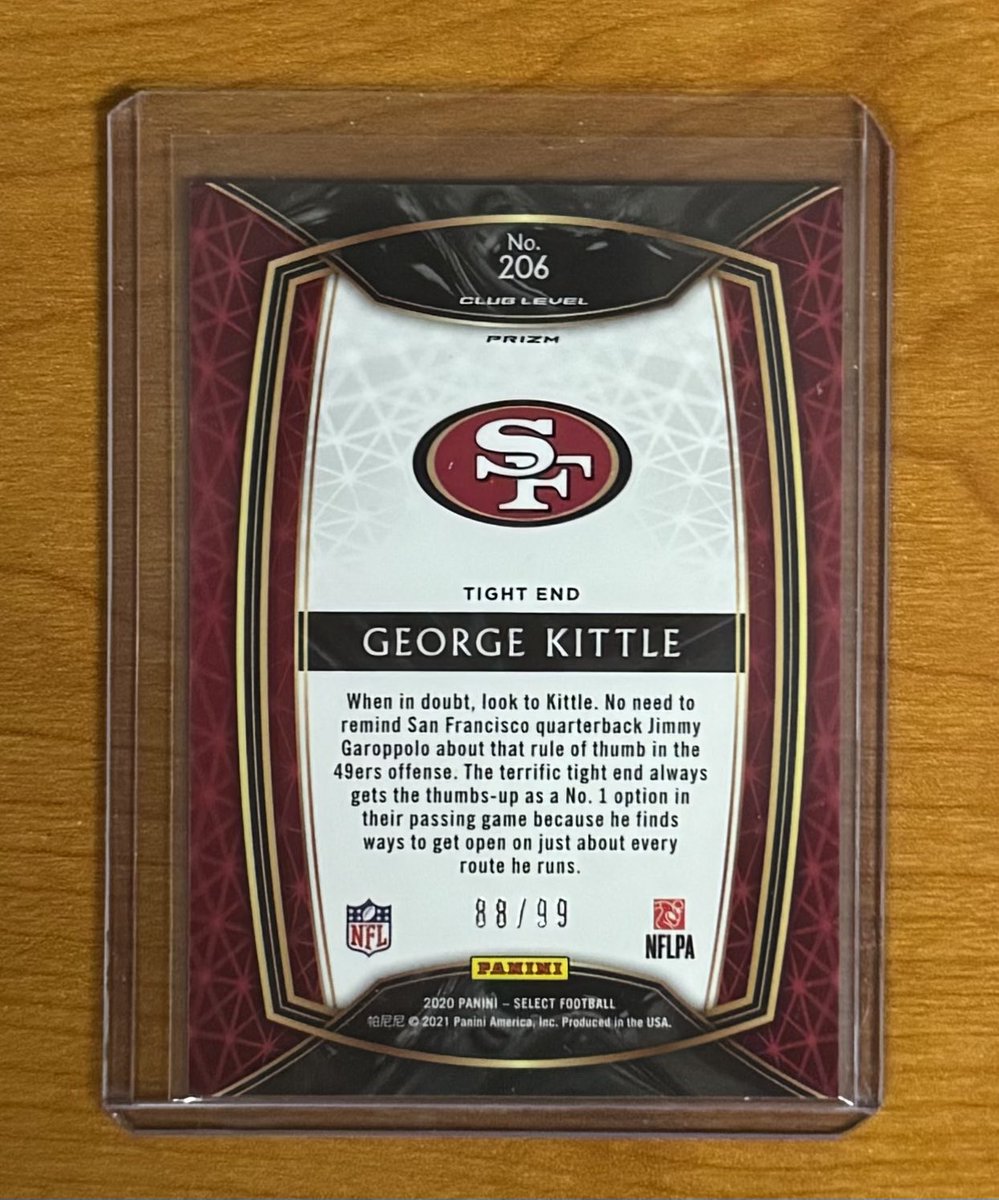 No.
206
CLUB LEVEL
PRIZM
SF
TIGHT END
GEORGE KITTLE
When in doubt, look to Kittle. No need to
remind San Francisco quarterback Jimmy
Garoppolo about that rule of thumb in the
49ers offense. The terrific tight end always
gets the thumbs-up as a No. 1 option in
their passing game because he finds
ways to get open on just about every
route he runs.
88/99
NFL
NFLPA
PANINI
2020 PANINI – SELECT FOOTBALL
帕尼尼 © 2021 Panini America, Inc. Produced in the USA.